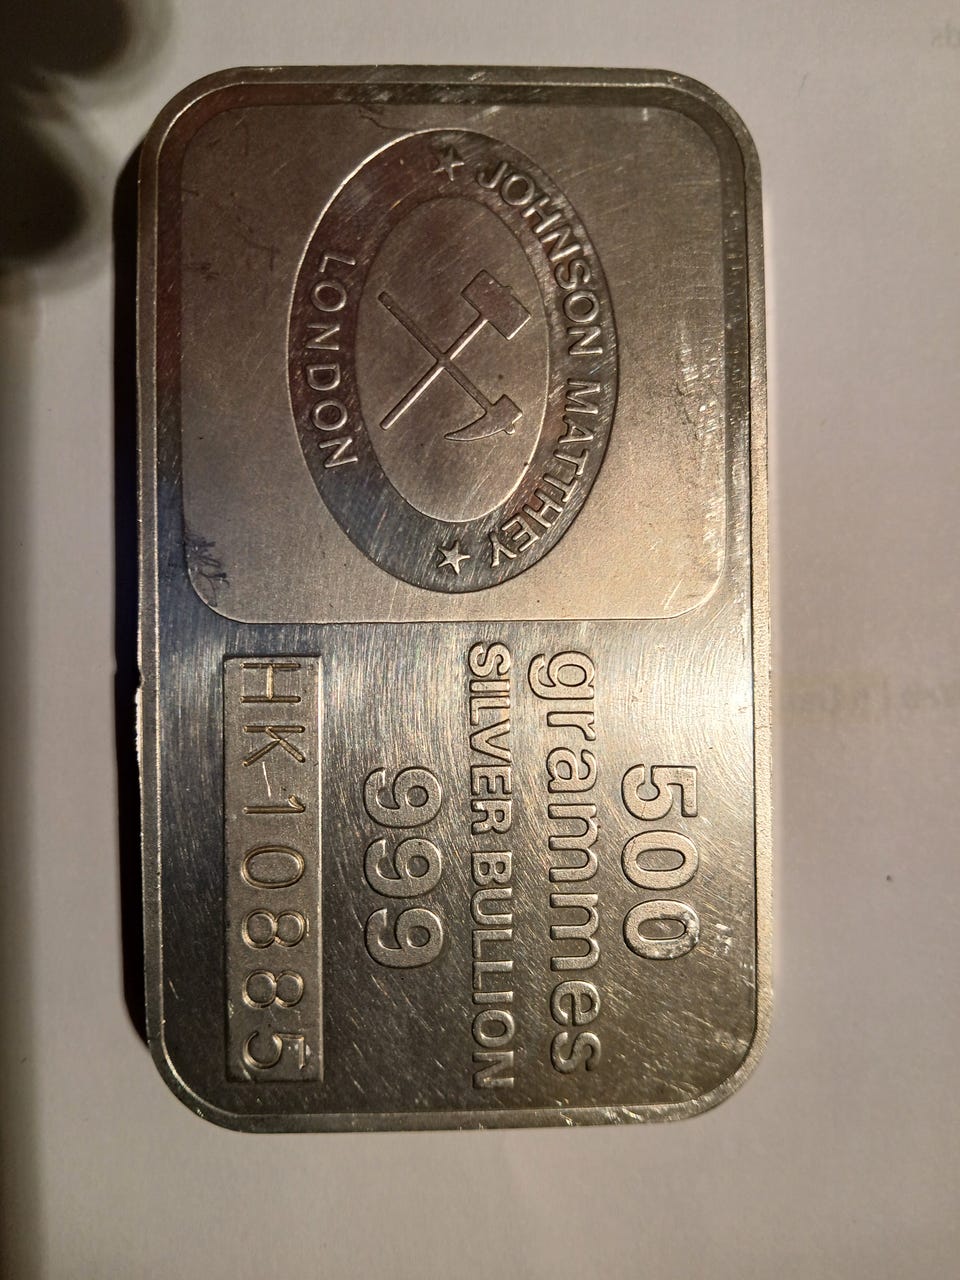 ★ JOHNSON MATTHEY ★
LONDON
500
grammes
SILVER BULLION
999
HK-10885